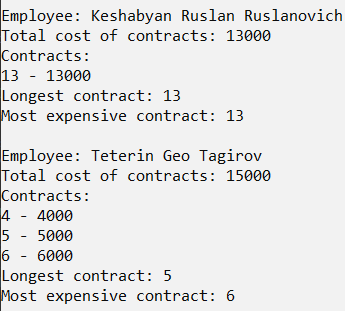 Employee: Keshabyan Ruslan Ruslanovich
Total cost of contracts: 13000
Contracts:
13 - 13000
Longest contract: 13
Most expensive contract: 13

Employee: Teterin Geo Tagirov
Total cost of contracts: 15000
Contracts:
4 - 4000
5 - 5000
6 - 6000
Longest contract: 5
Most expensive contract: 6